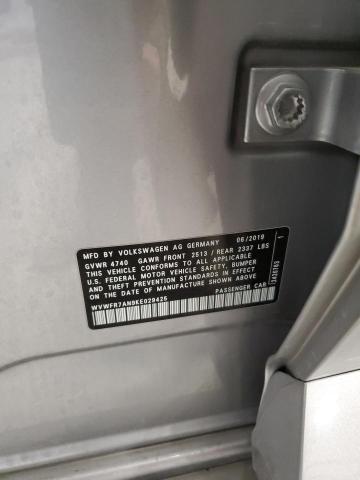 MFD BY VOLKSWAGEN AG GERMANY 06/2019
GVWR 4740 GAWR FRONT 2513 / REAR 2337 LBS
THIS VEHICLE CONFORMS TO ALL APPLICABLE
U.S. FEDERAL MOTOR VEHICLE SAFETY, BUMPER
AND THEFT PREVENTION STANDARDS IN EFFECT
ON THE DATE OF MANUFACTURE SHOWN ABOVE
WVWFR7AN9KE029425
PASSENGER CAR
1